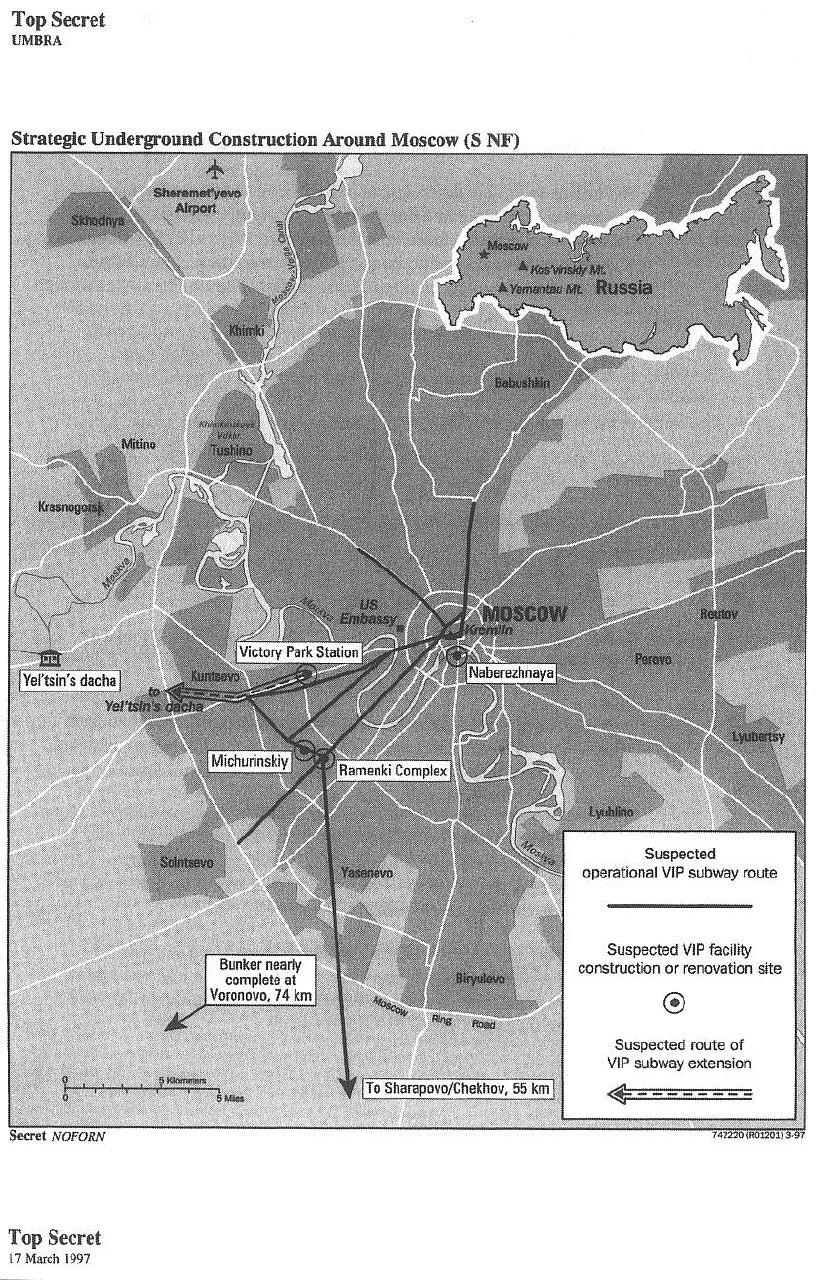 Top Secret
UMBRA
Strategic Underground Construction Around Moscow (S NF)
Sheremet'yevo
Airport
Skhodnya
Moscow-Volga Canal
Moscow
Kos'vinskiy Mt.
Yamantau Mt.
Russia
Khimki
Babushkin
Khimkinskoye
Vdkhr.
Tushino
Mitino
Krasnogorsk
Moskva
Moskva
US
Embassy
MOSCOW
Kremlin
Reutov
Victory Park Station
Perovo
Naberezhnaya
Yel'tsin's dacha
Kuntsevo
to
Yel'tsin's dacha
Lyubertsy
Michurinskiy
Ramenki Complex
Lyublino
Moskva
Solntsevo
Yasenevo
Suspected
operational VIP subway route
Bunker nearly
complete at
Voronovo, 74 km
Biryulovo
Suspected VIP facility
construction or renovation site
Moscow Ring Road
Suspected route of
VIP subway extension
0 5 Kilometers
0 5 Miles
To Sharapovo/Chekhov, 55 km
Secret NOFORN
742220 (R01201) 3-97
Top Secret
17 March 1997